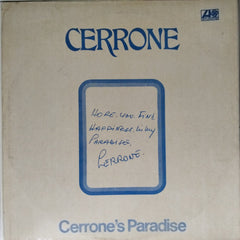 CERRONE
HOPE YOU FIND
HAPPINESS IN MY
PARADISE,
CERRONE.
Cerrone's Paradise